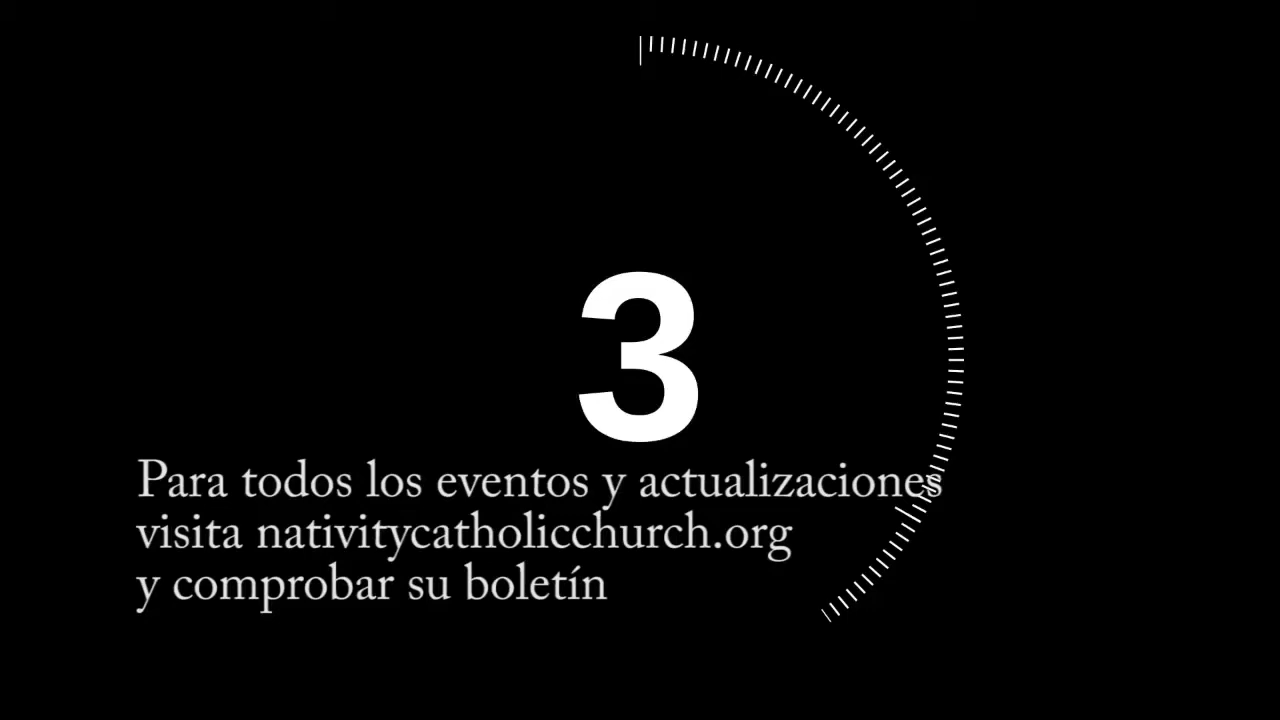 3
Para todos los eventos y actualizaciones
visita nativitycatholicchurch.org
y comprobar su boletín